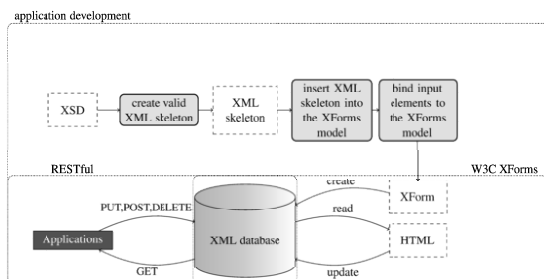 application development
XSD
create valid
XML skeleton
XML
skeleton
insert XML
skeleton into
the XForms
model
bind input
elements to
the XForms
model
RESTful
W3C XForms
PUT,POST,DELETE
Applications
GET
XML database
create
read
update
XForm
HTML